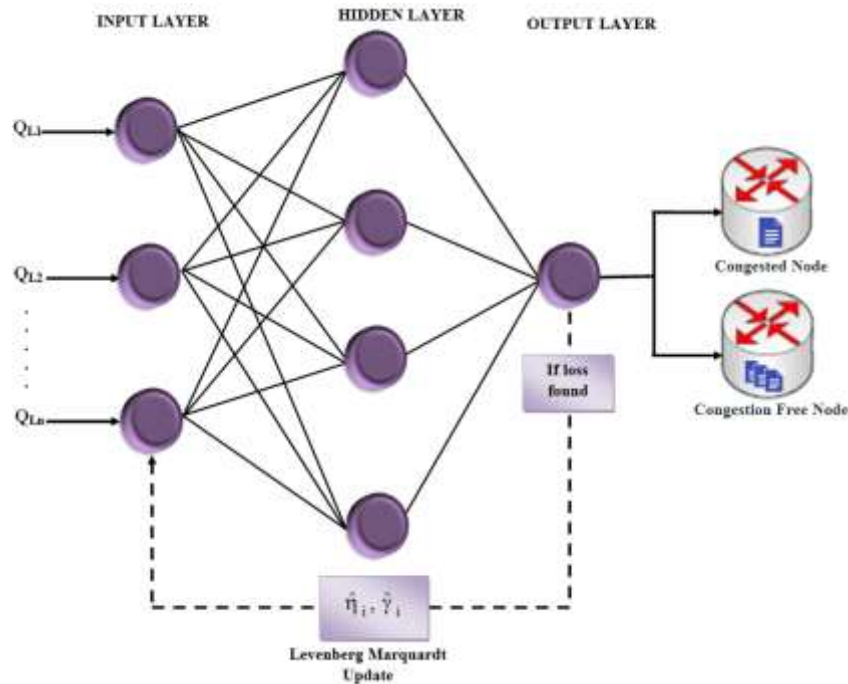 INPUT LAYER
HIDDEN LAYER
OUTPUT LAYER
QL1
QL2
QLn
Congested Node
Congestion Free Node
If loss
found
η̂i , γ̂i
Levenberg Marquardt
Update